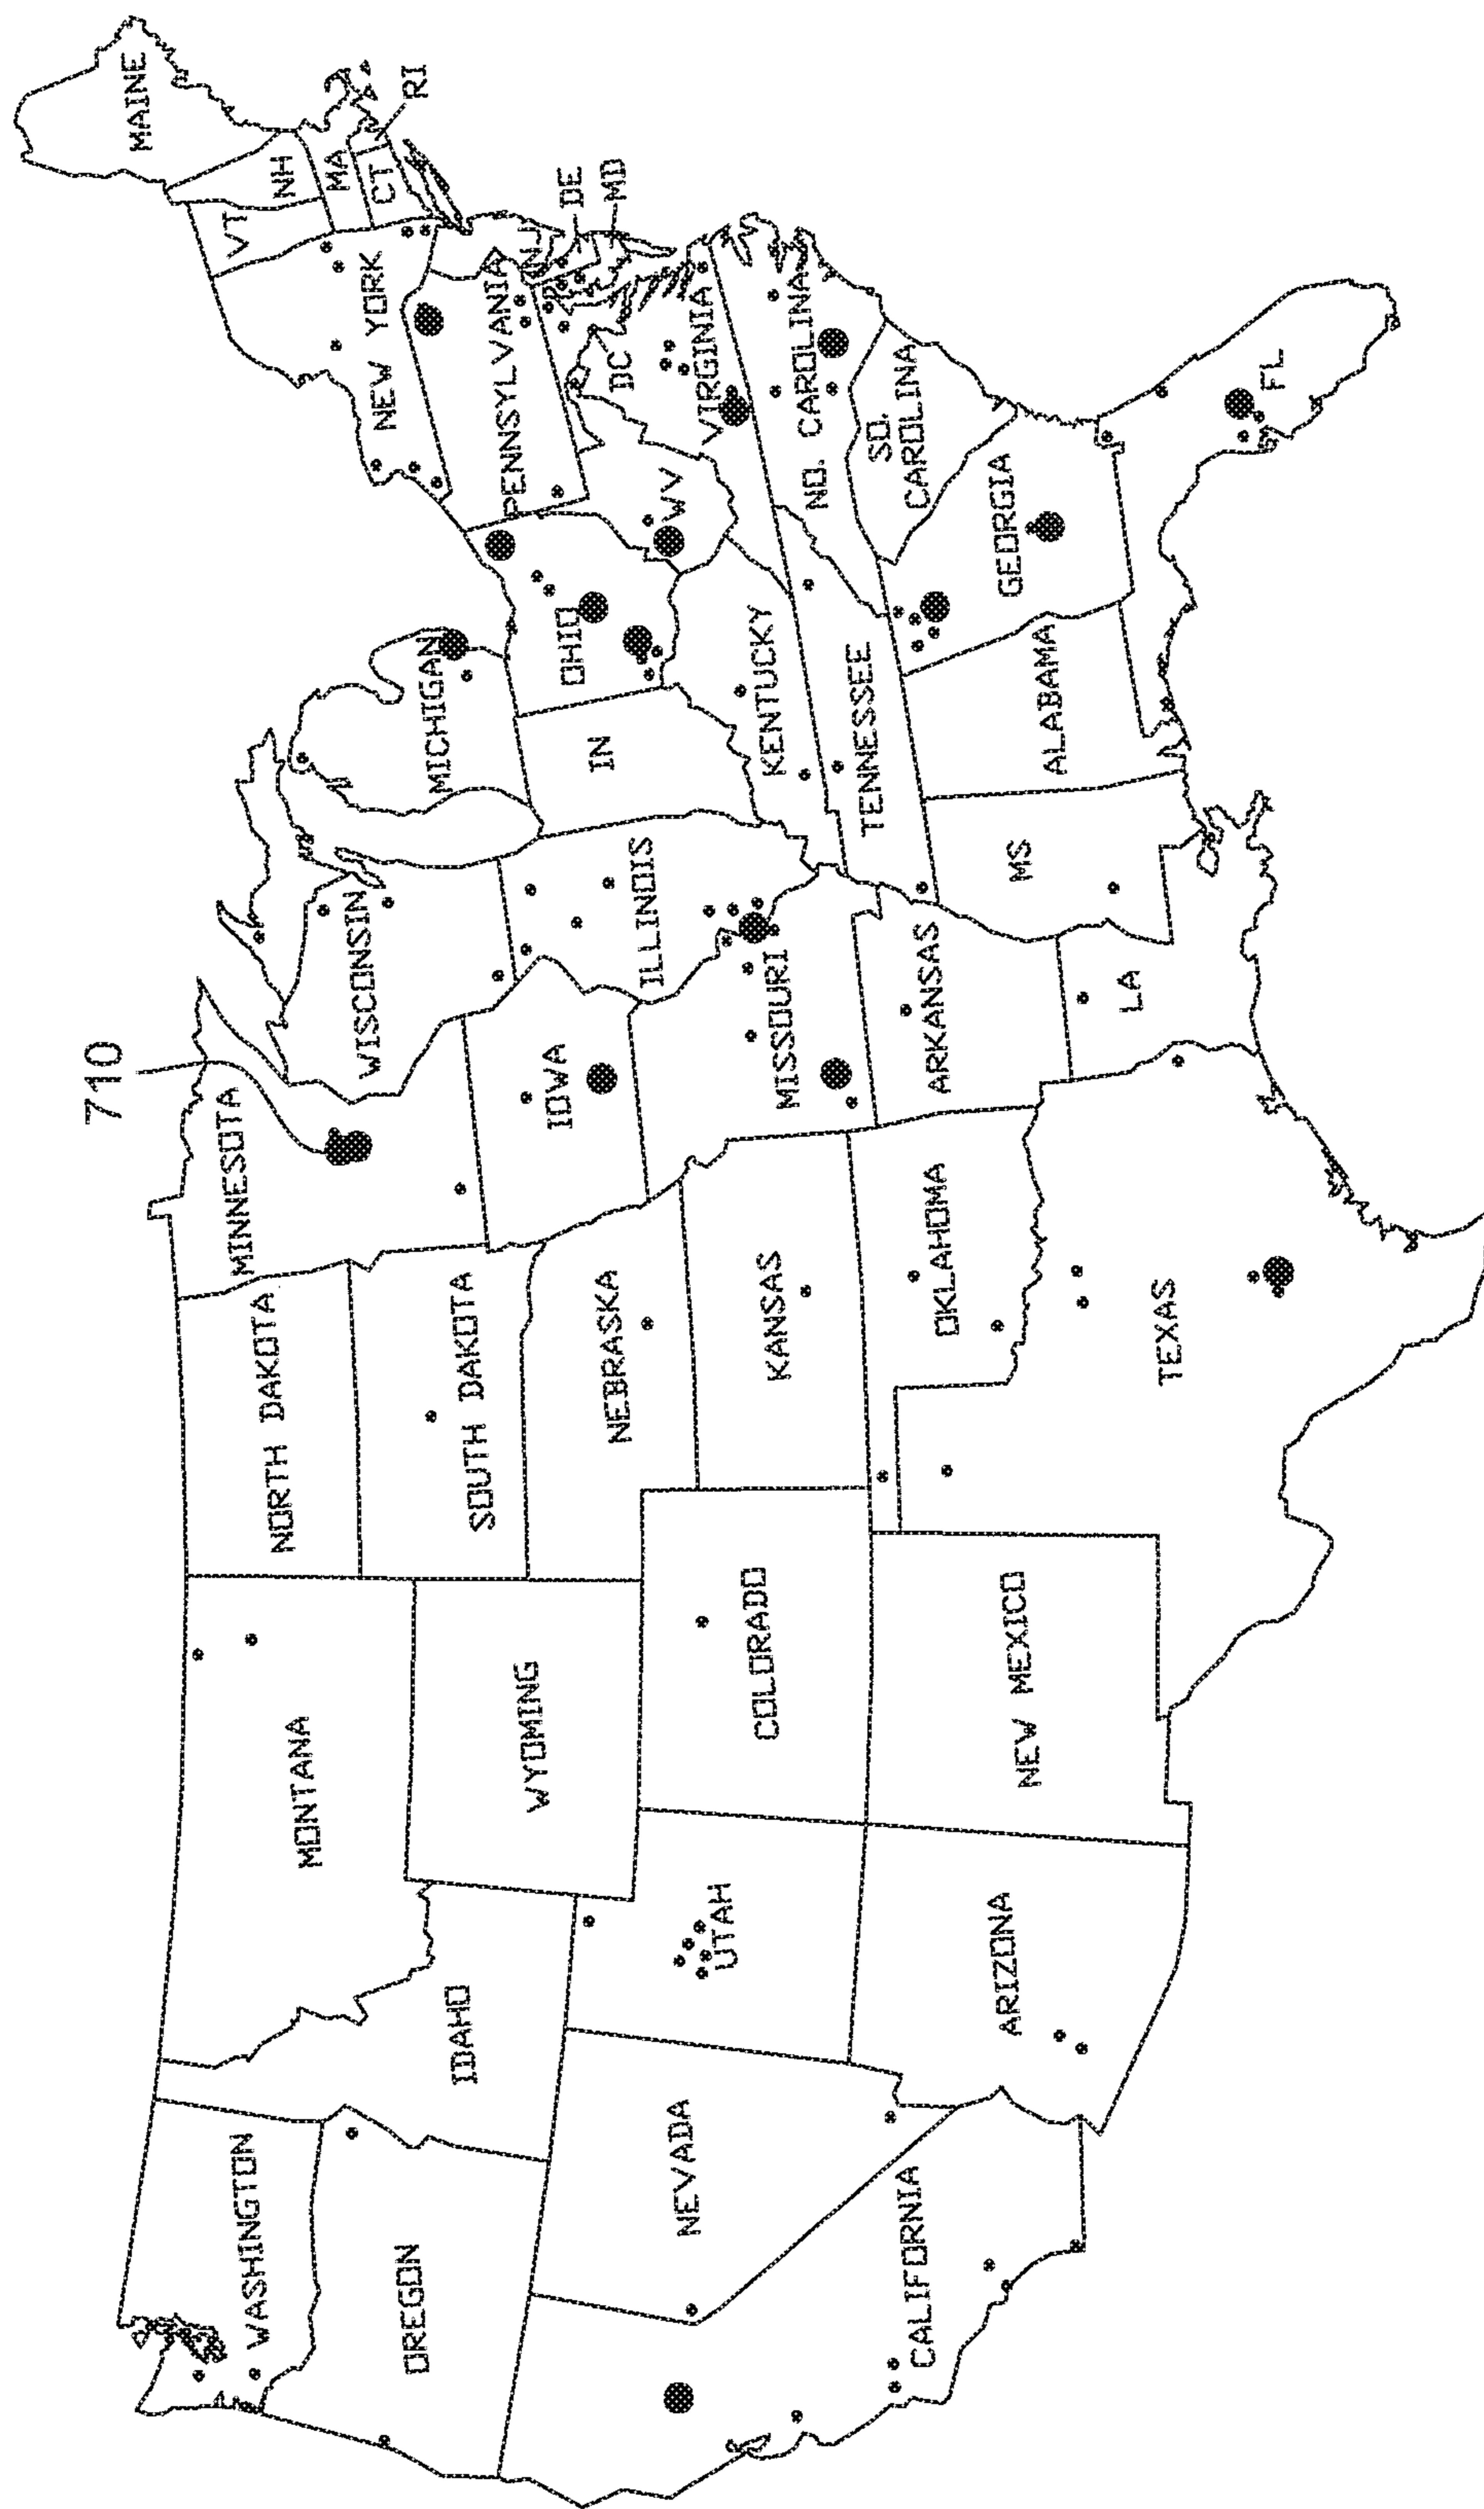 710
WASHINGTON
OREGON
CALIFORNIA
NEVADA
IDAHO
MONTANA
WYOMING
UTAH
ARIZONA
COLORADO
NEW MEXICO
NORTH DAKOTA
SOUTH DAKOTA
NEBRASKA
KANSAS
OKLAHOMA
TEXAS
MINNESOTA
IOWA
MISSOURI
ARKANSAS
LA
WISCONSIN
ILLINOIS
MS
MICHIGAN
IN
KENTUCKY
TENNESSEE
ALABAMA
OHIO
GEORGIA
WV
VIRGINIA
NO. CAROLINA
SO.
CAROLINA
FL
PENNSYLVANIA
NEW YORK
NJ
DC
DE
MD
VT
NH
MA
CT
RI
MAINE